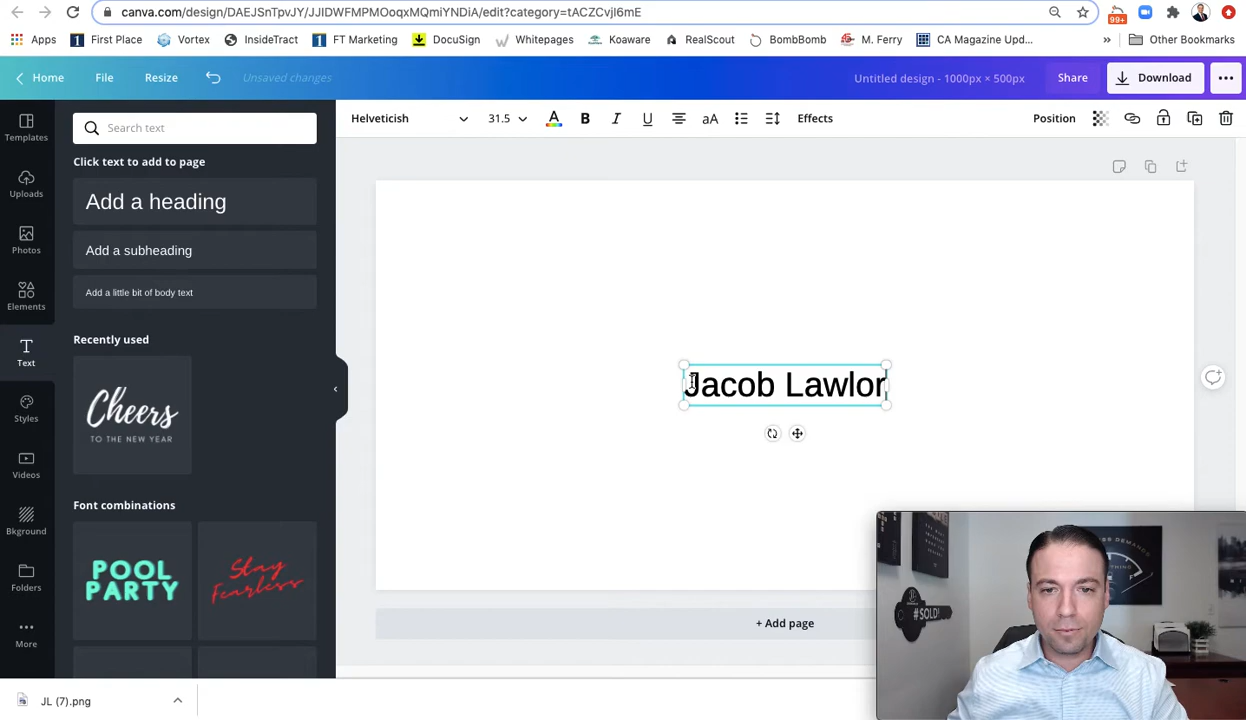 canva.com/design/DAEJSnTpvJY/JJIDWFMPMOoqxMQmiYNDiA/edit?category=tACZCvjI6mE
99+
Apps First Place Vortex InsideTract FT Marketing DocuSign Whitepages Koaware RealScout BombBomb M. Ferry CA Magazine Upd... » Other Bookmarks
Home File Resize Unsaved changes Untitled design - 1000px × 500px Share Download
Helveticish 31.5 A B I U aA Effects Position
Templates
Uploads
Photos
Elements
Text
Styles
Videos
Bkground
Folders
More
Search text
Click text to add to page
Add a heading
Add a subheading
Add a little bit of body text
Recently used
Cheers
TO THE NEW YEAR
Font combinations
POOL
PARTY
Stay
Fearless
Jacob Lawlor
+ Add page
#SOLD!
JL (7).png